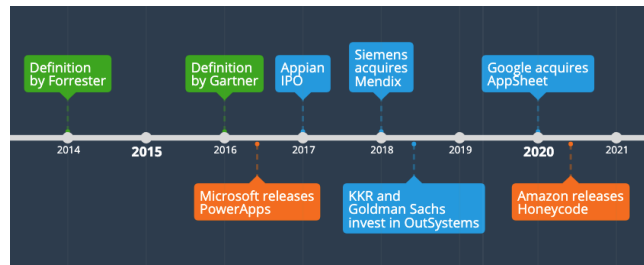 Definition
by Forrester
Definition
by Gartner
Appian
IPO
Siemens
acquires
Mendix
Google acquires
AppSheet
2014
2015
2016
2017
2018
2019
2020
2021
Microsoft releases
PowerApps
KKR and
Goldman Sachs
invest in OutSystems
Amazon releases
Honeycode